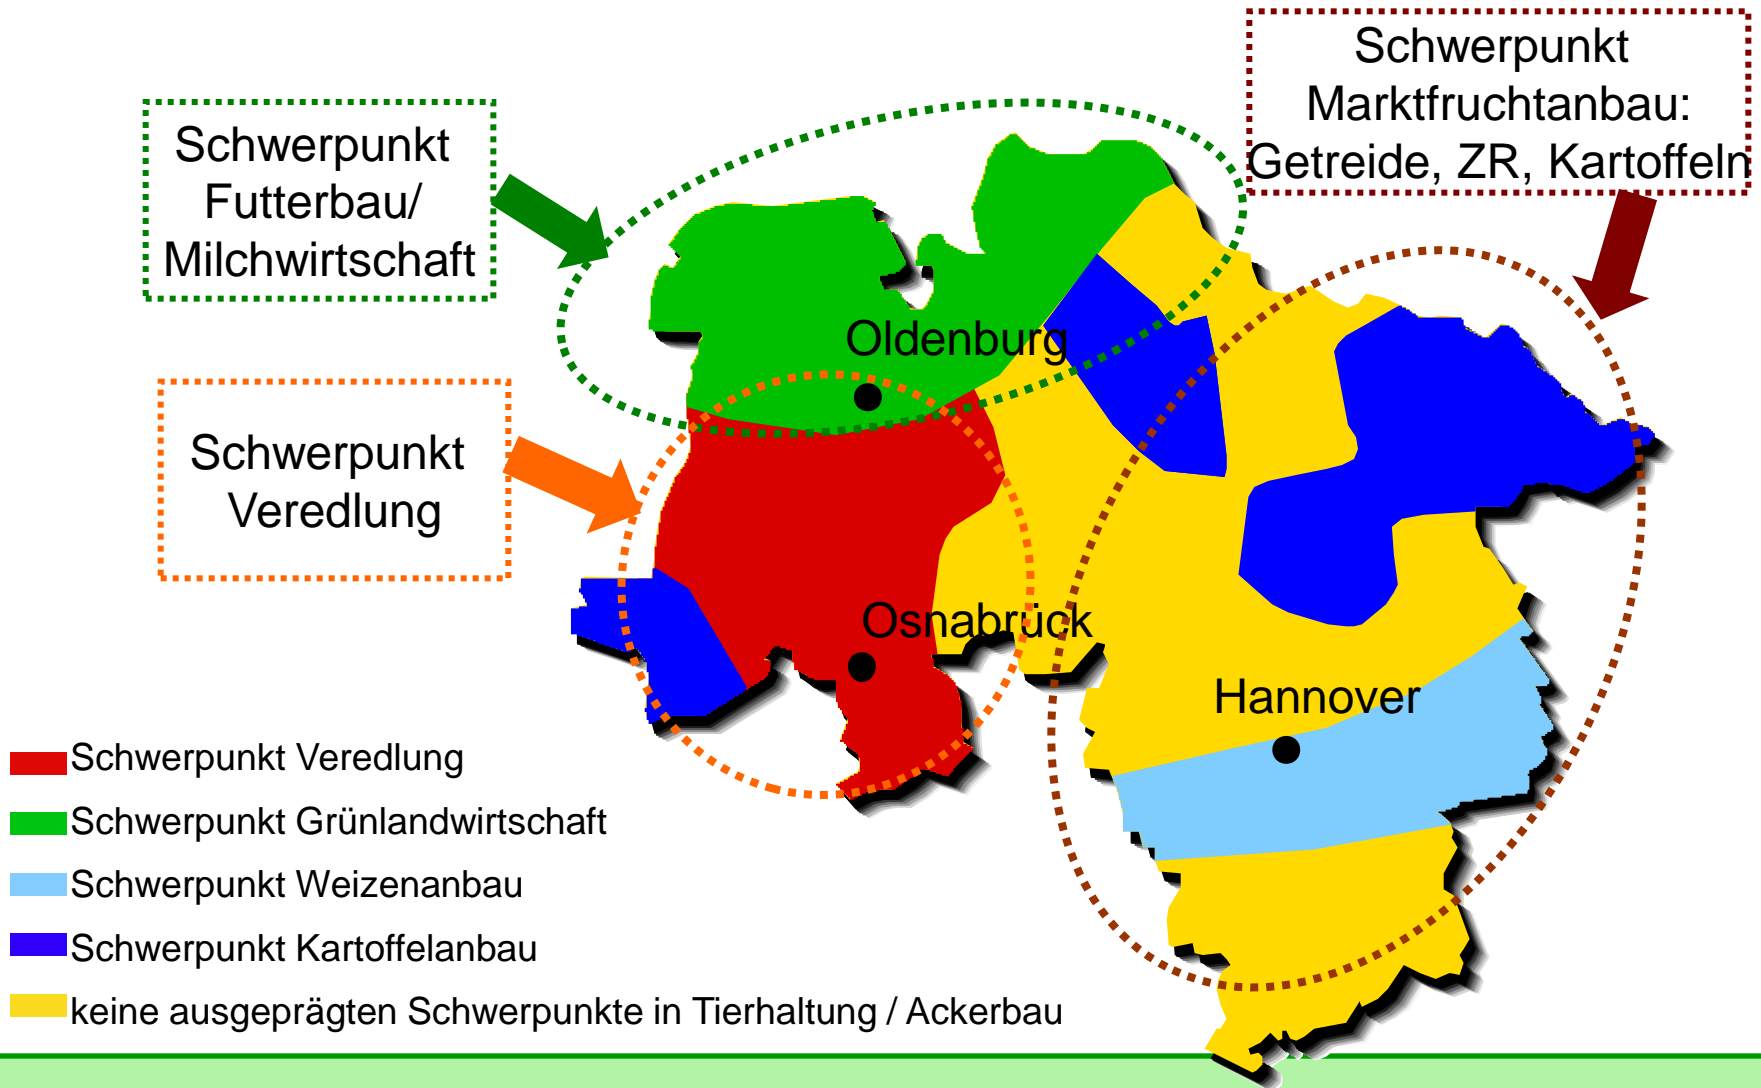 Schwerpunkt
Marktfruchtanbau:
Getreide, ZR, Kartoffeln
Schwerpunkt
Futterbau/
Milchwirtschaft
Oldenburg
Schwerpunkt
Veredlung
Osnabrück
Hannover
Schwerpunkt Veredlung
Schwerpunkt Grünlandwirtschaft
Schwerpunkt Weizenanbau
Schwerpunkt Kartoffelanbau
keine ausgeprägten Schwerpunkte in Tierhaltung / Ackerbau